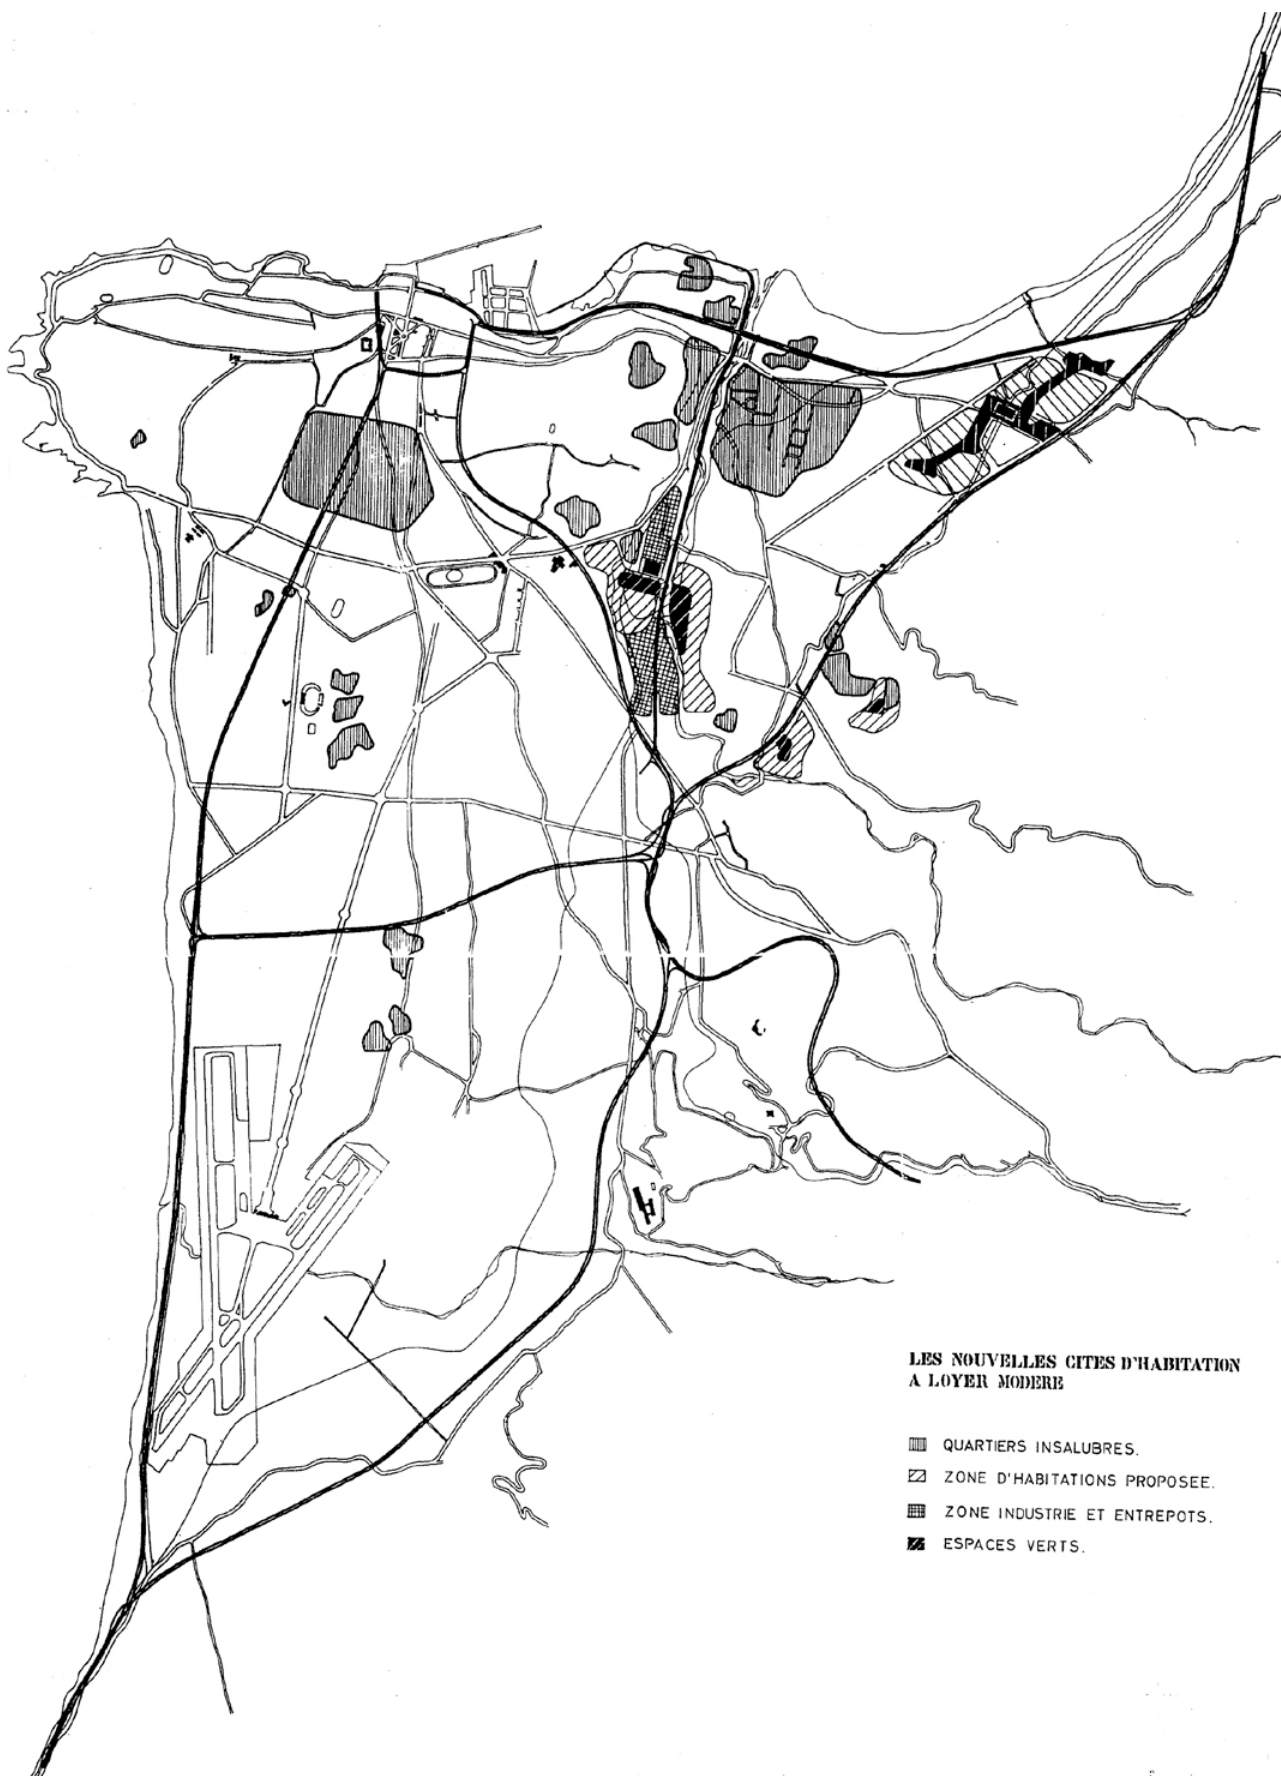 LES NOUVELLES CITES D'HABITATION
A LOYER MODERE
QUARTIERS INSALUBRES.
ZONE D'HABITATIONS PROPOSEE.
ZONE INDUSTRIE ET ENTREPOTS.
ESPACES VERTS.